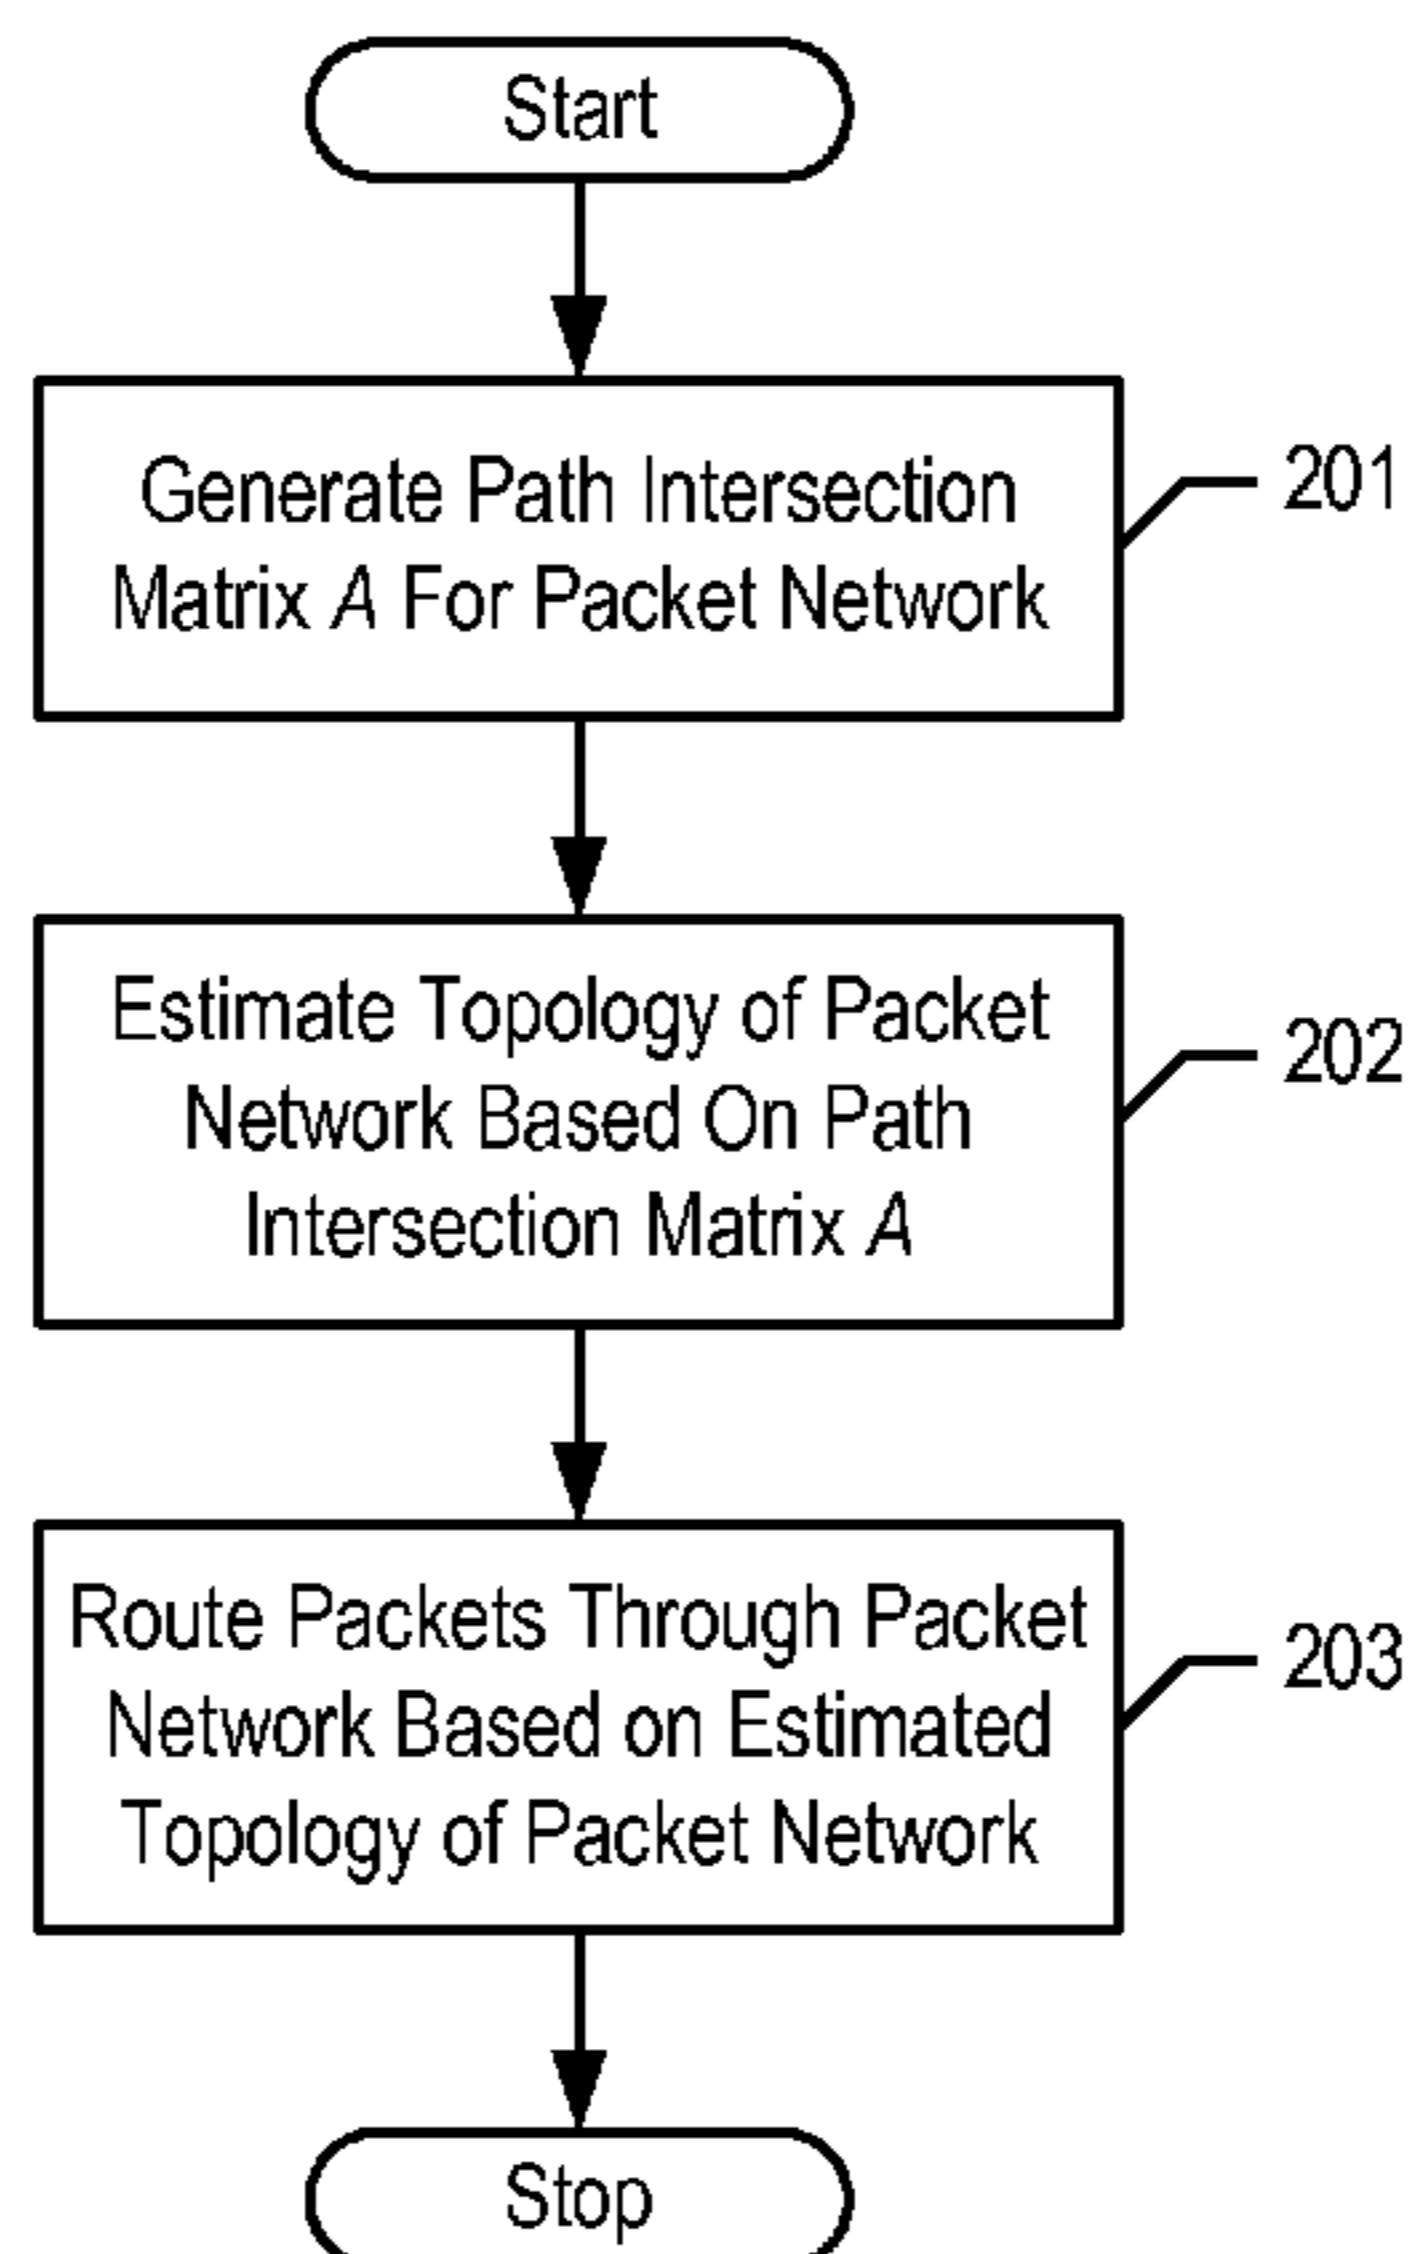 Start
Generate Path Intersection
Matrix A For Packet Network
201
Estimate Topology of Packet
Network Based On Path
Intersection Matrix A
202
Route Packets Through Packet
Network Based on Estimated
Topology of Packet Network
203
Stop